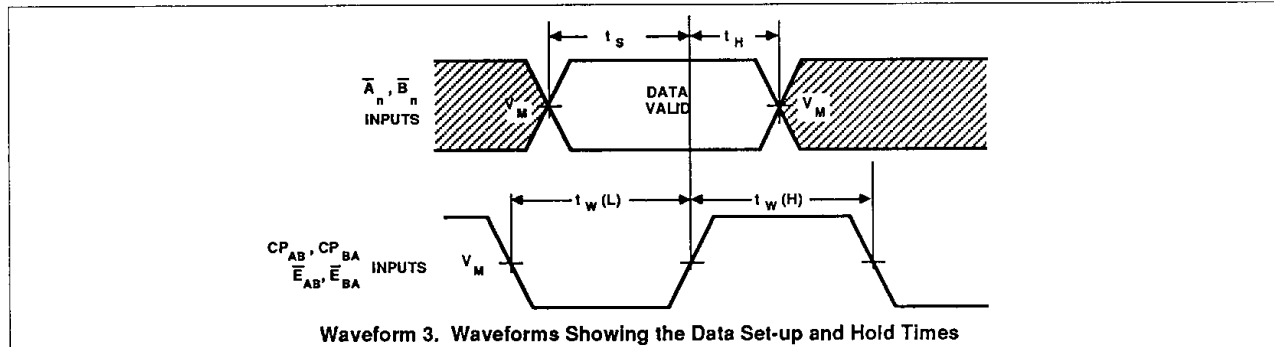 t S
t H
A̅n , B̅n
INPUTS
V M
DATA
VALID
V M
t W (L)
t W (H)
CP AB , CP BA
E̅AB, E̅BA INPUTS
V M
Waveform 3. Waveforms Showing the Data Set-up and Hold Times